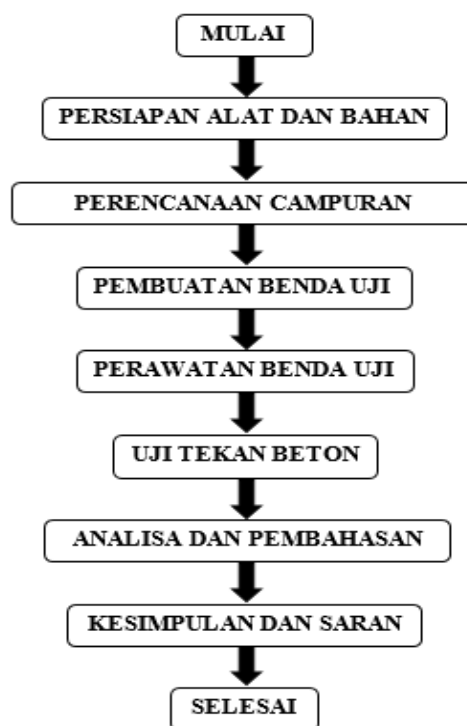 MULAI
PERSIAPAN ALAT DAN BAHAN
PERENCANAAN CAMPURAN
PEMBUATAN BENDA UJI
PERAWATAN BENDA UJI
UJI TEKAN BETON
ANALISA DAN PEMBAHASAN
KESIMPULAN DAN SARAN
SELESAI